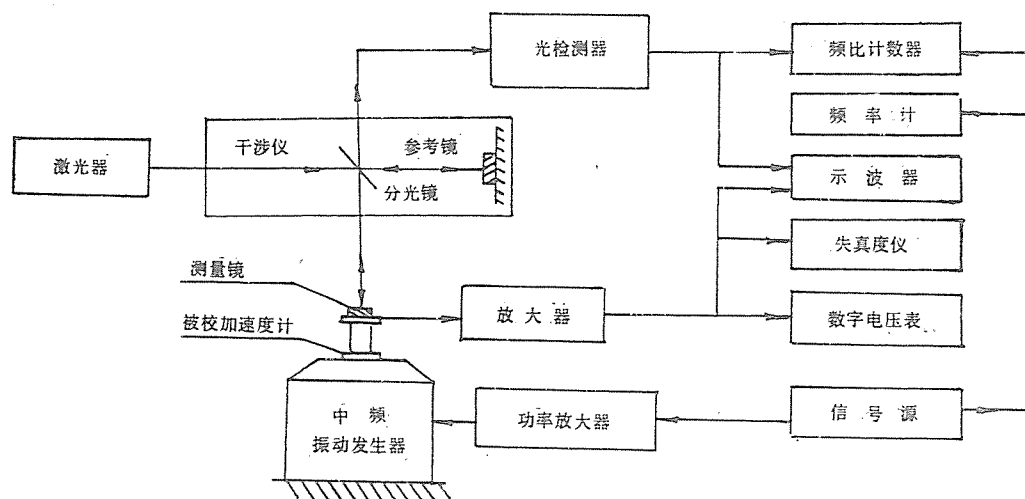 光检测器
频比计数器
频率计
激光器
干涉仪
参考镜
分光镜
示波器
失真度仪
测量镜
放大器
数字电压表
被校加速度计
中频
振动发生器
功率放大器
信号源